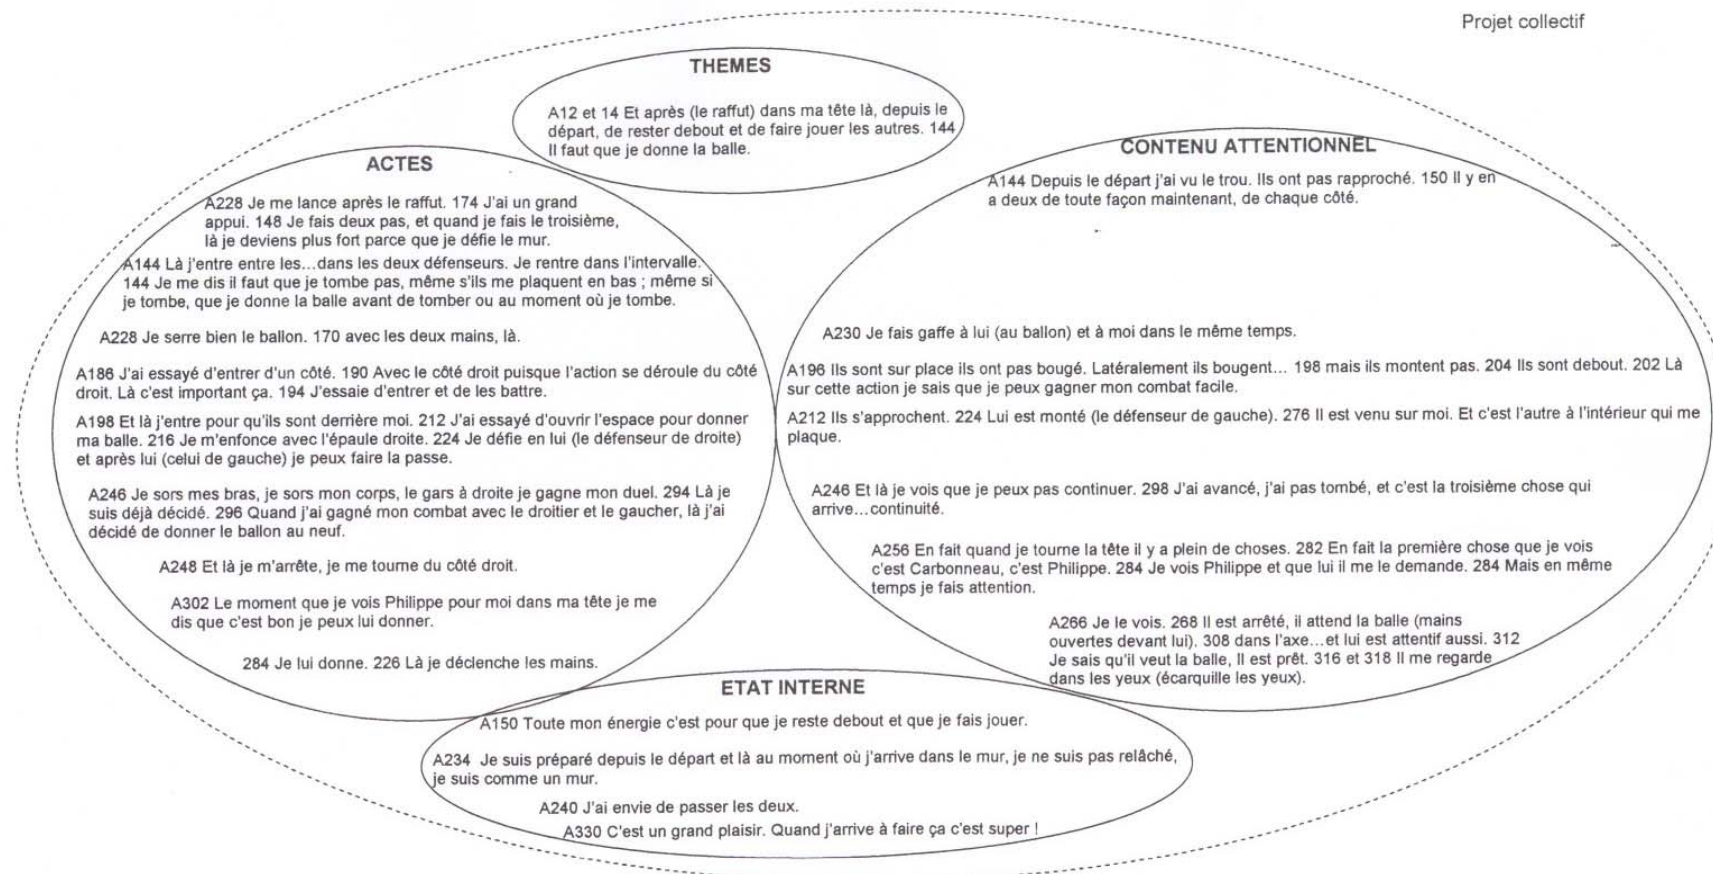 Projet collectif
THEMES
A12 et 14 Et après (le raffut) dans ma tête là, depuis le
départ, de rester debout et de faire jouer les autres. 144
Il faut que je donne la balle.
ACTES
A228 Je me lance après le raffut. 174 J'ai un grand
appui. 148 Je fais deux pas, et quand je fais le troisième,
là je deviens plus fort parce que je défie le mur.
A144 Là j'entre entre les...dans les deux défenseurs. Je rentre dans l'intervalle.
144 Je me dis il faut que je tombe pas, même s'ils me plaquent en bas ; même si
je tombe, que je donne la balle avant de tomber ou au moment où je tombe.
A228 Je serre bien le ballon. 170 avec les deux mains, là.
A186 J'ai essayé d'entrer d'un côté. 190 Avec le côté droit puisque l'action se déroule du côté
droit. Là c'est important ça. 194 J'essaie d'entrer et de les battre.
A198 Et là j'entre pour qu'ils sont derrière moi. 212 J'ai essayé d'ouvrir l'espace pour donner
ma balle. 216 Je m'enfonce avec l'épaule droite. 224 Je défie en lui (le défenseur de droite)
et après lui (celui de gauche) je peux faire la passe.
A246 Je sors mes bras, je sors mon corps, le gars à droite je gagne mon duel. 294 Là je
suis déjà décidé. 296 Quand j'ai gagné mon combat avec le droitier et le gaucher, là j'ai
décidé de donner le ballon au neuf.
A248 Et là je m'arrête, je me tourne du côté droit.
A302 Le moment que je vois Philippe pour moi dans ma tête je me
dis que c'est bon je peux lui donner.
284 Je lui donne. 226 Là je déclenche les mains.
CONTENU ATTENTIONNEL
A144 Depuis le départ j'ai vu le trou. Ils ont pas rapproché. 150 Il y en
a deux de toute façon maintenant, de chaque côté.
A230 Je fais gaffe à lui (au ballon) et à moi dans le même temps.
A196 Ils sont sur place ils ont pas bougé. Latéralement ils bougent... 198 mais ils montent pas. 204 Ils sont debout. 202 Là
sur cette action je sais que je peux gagner mon combat facile.
A212 Ils s'approchent. 224 Lui est monté (le défenseur de gauche). 276 Il est venu sur moi. Et c'est l'autre à l'intérieur qui me
plaque.
A246 Et là je vois que je peux pas continuer. 298 J'ai avancé, j'ai pas tombé, et c'est la troisième chose qui
arrive...continuité.
A256 En fait quand je tourne la tête il y a plein de choses. 282 En fait la première chose que je vois
c'est Carbonneau, c'est Philippe. 284 Je vois Philippe et que lui il me le demande. 284 Mais en même
temps je fais attention.
A266 Je le vois. 268 Il est arrêté, il attend la balle (mains
ouvertes devant lui). 308 dans l'axe...et lui est attentif aussi. 312
Je sais qu'il veut la balle, Il est prêt. 316 et 318 Il me regarde
dans les yeux (écarquille les yeux).
ETAT INTERNE
A150 Toute mon énergie c'est pour que je reste debout et que je fais jouer.
A234 Je suis préparé depuis le départ et là au moment où j'arrive dans le mur, je ne suis pas relâché,
je suis comme un mur.
A240 J'ai envie de passer les deux.
A330 C'est un grand plaisir. Quand j'arrive à faire ça c'est super !